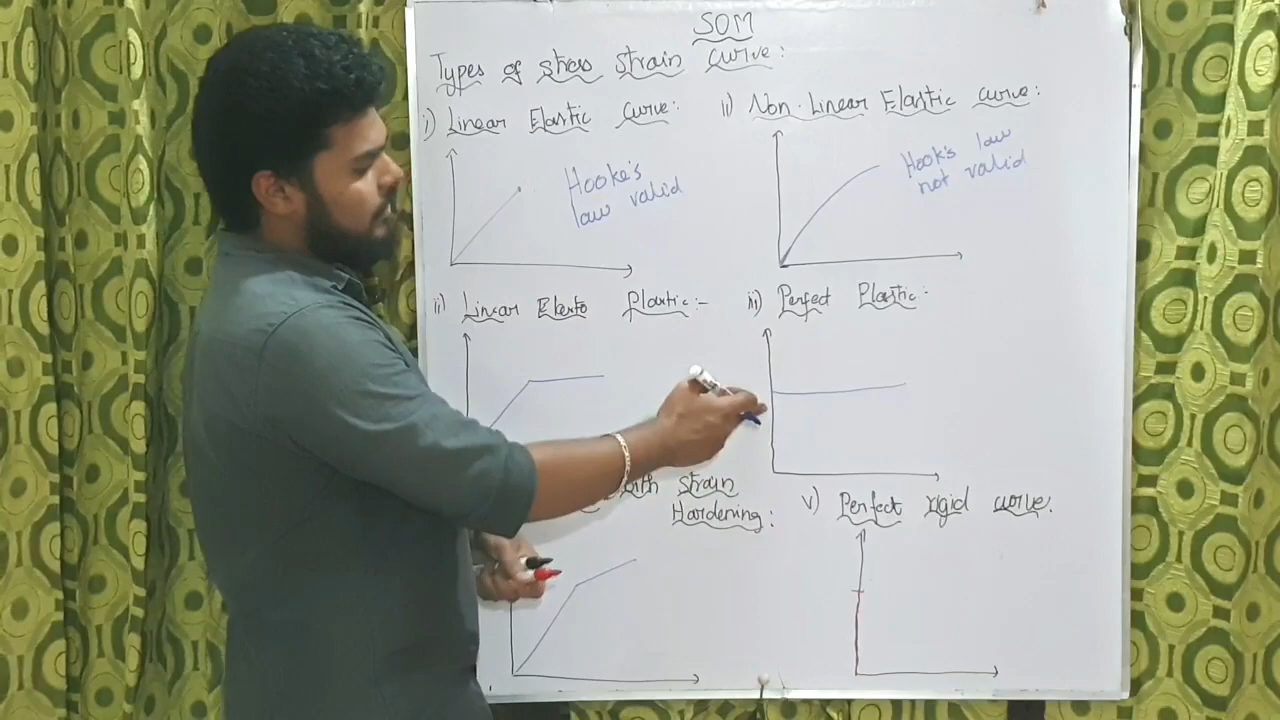 SOM
Types of stress strain curve:
i) Linear Elastic curve:
ii) Non-Linear Elastic curve:
Hooke's
law valid
Hook's law
not valid
ii) Linear Elasto Plastic:-
iii) Perfect Plastic:-
with strain
Hardening:
v) Perfect rigid curve: